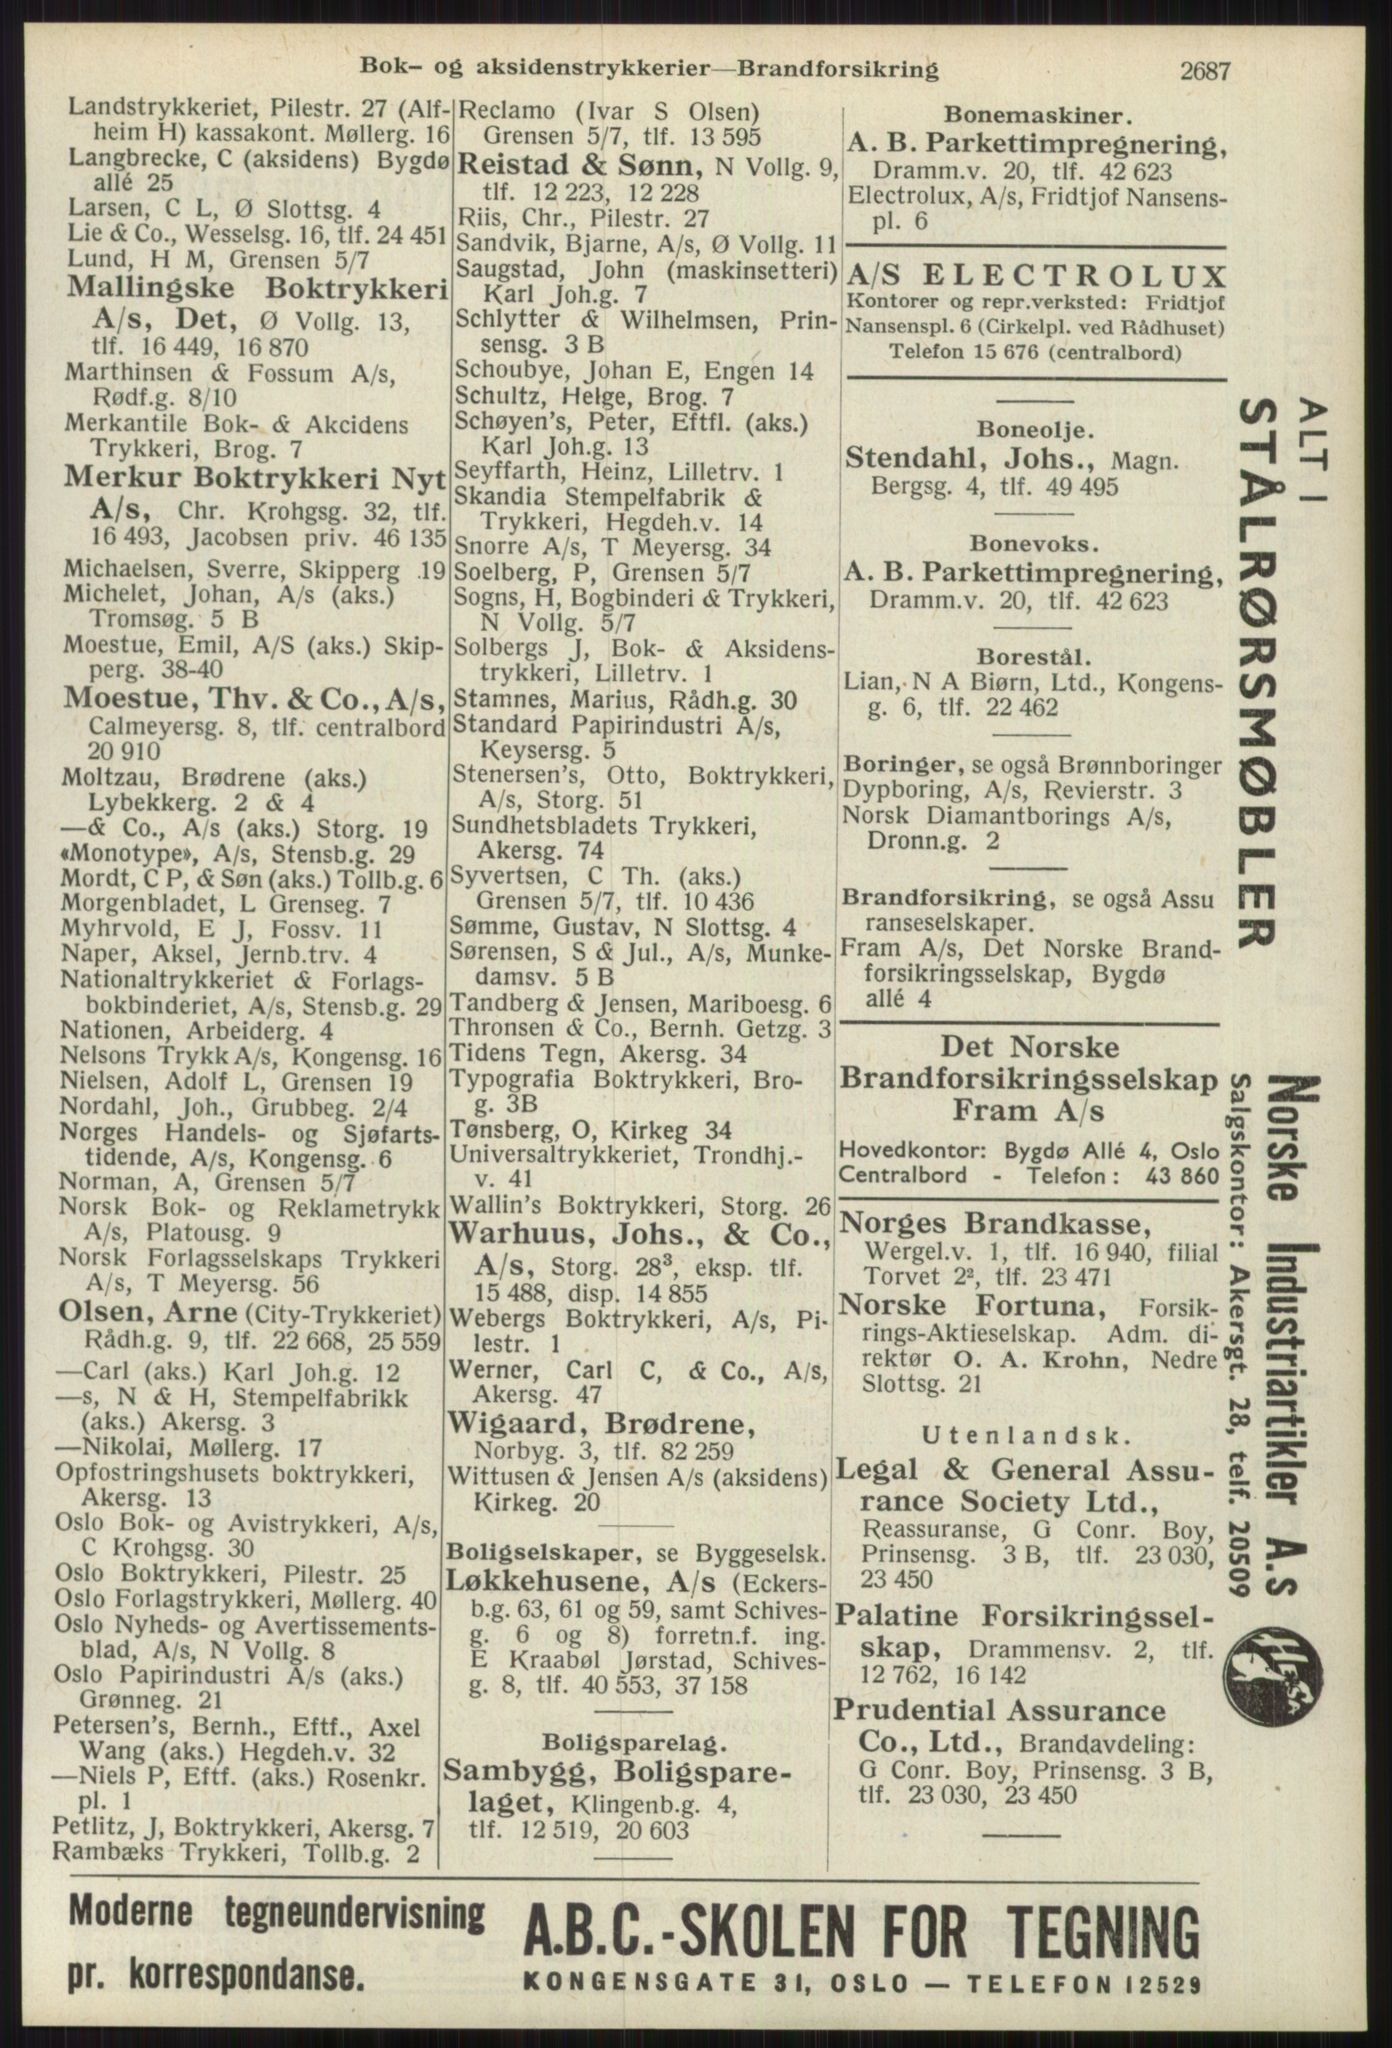 Bok- og aksidenstrykkerier—Brandforsikring
2687
Landstrykkeriet, Pilestr. 27 (Alf-
heim H) kassakont. Møllerg. 16
Langbrecke, C (aksidens) Bygdø
allé 25
Larsen, C L, Ø Slottsg. 4
Lie & Co., Wesselsg. 16, tlf. 24 451
Lund, H M, Grensen 5/7
Mallingske Boktrykkeri
A/s, Det, Ø Vollg. 13,
tlf. 16 449, 16 870
Marthinsen & Fossum A/s,
Rødf.g. 8/10
Merkantile Bok- & Akcidens
Trykkeri, Brog. 7
Merkur Boktrykkeri Nyt
A/s, Chr. Krohgsg. 32, tlf.
16 493, Jacobsen priv. 46 135
Michaelsen, Sverre, Skipperg 19
Michelet, Johan, A/s (aks.)
Tromsøg. 5 B
Moestue, Emil, A/S (aks.) Skip-
perg. 38-40
Moestue, Thv. & Co., A/s,
Calmeyersg. 8, tlf. centralbord
20 910
Moltzau, Brødrene (aks.)
Lybekkerg. 2 & 4
—& Co., A/s (aks.) Storg. 19
«Monotype», A/s, Stensb.g. 29
Mordt, C P, & Søn (aks.) Tollb.g. 6
Morgenbladet, L Grenseg. 7
Myhrvold, E J, Fossv. 11
Naper, Aksel, Jernb.trv. 4
Nationaltrykkeriet & Forlags-
bokbinderiet, A/s, Stensb.g. 29
Nationen, Arbeiderg. 4
Nelsons Trykk A/s, Kongensg. 16
Nielsen, Adolf L, Grensen 19
Nordahl, Joh., Grubbeg. 2/4
Norges Handels- og Sjøfarts-
tidende, A/s, Kongensg. 6
Norman, A, Grensen 5/7
Norsk Bok- og Reklametrykk
A/s, Platousg. 9
Norsk Forlagsselskaps Trykkeri
A/s, T Meyersg. 56
Olsen, Arne (City-Trykkeriet)
Rådh.g. 9, tlf. 22 668, 25 559
—Carl (aks.) Karl Joh.g. 12
—s, N & H, Stempelfabrikk
(aks.) Akersg. 3
—Nikolai, Møllerg. 17
Opfostringshusets boktrykkeri,
Akersg. 13
Oslo Bok- og Avistrykkeri, A/s,
C Krohgsg. 30
Oslo Boktrykkeri, Pilestr. 25
Oslo Forlagstrykkeri, Møllerg. 40
Oslo Nyheds- og Avertissements-
blad, A/s, N Vollg. 8
Oslo Papirindustri A/s (aks.)
Grønneg. 21
Petersen's, Bernh., Eftf., Axel
Wang (aks.) Hegdeh.v. 32
—Niels P, Eftf. (aks.) Rosenkr.
pl. 1
Petlitz, J, Boktrykkeri, Akersg. 7
Rambæks Trykkeri, Tollb.g. 2
Reclamo (Ivar S Olsen)
Grensen 5/7, tlf. 13 595
Reistad & Sønn, N Vollg. 9,
tlf. 12 223, 12 228
Riis, Chr., Pilestr. 27
Sandvik, Bjarne, A/s, Ø Vollg. 11
Saugstad, John (maskinsetteri)
Karl Joh.g. 7
Schlytter & Wilhelmsen, Prin-
sensg. 3 B
Schoubye, Johan E, Engen 14
Schultz, Helge, Brog. 7
Schøyen's, Peter, Eftfl. (aks.)
Karl Joh.g. 13
Seyffarth, Heinz, Lilletrv. 1
Skandia Stempelfabrik &
Trykkeri, Hegdeh.v. 14
Snorre A/s, T Meyersg. 34
Soelberg, P, Grensen 5/7
Sogns, H, Bogbinderi & Trykkeri,
N Vollg. 5/7
Solbergs J, Bok- & Aksidens-
trykkeri, Lilletrv. 1
Stamnes, Marius, Rådh.g. 30
Standard Papirindustri A/s,
Keysersg. 5
Stenersen's, Otto, Boktrykkeri,
A/s, Storg. 51
Sundhetsbladets Trykkeri,
Akersg. 74
Syvertsen, C Th. (aks.)
Grensen 5/7, tlf. 10 436
Sømme, Gustav, N Slottsg. 4
Sørensen, S & Jul., A/s, Munke-
damsv. 5 B
Tandberg & Jensen, Mariboesg. 6
Thronsen & Co., Bernh. Getzg. 3
Tidens Tegn, Akersg. 34
Typografia Boktrykkeri, Bro-
g. 3B
Tønsberg, O, Kirkeg 34
Universaltrykkeriet, Trondhj.-
v. 41
Wallin's Boktrykkeri, Storg. 26
Warhuus, Johs., & Co.,
A/s, Storg. 28³, eksp. tlf.
15 488, disp. 14 855
Webergs Boktrykkeri, A/s, Pi-
lestr. 1
Werner, Carl C, & Co., A/s,
Akersg. 47
Wigaard, Brødrene,
Norbyg. 3, tlf. 82 259
Wittusen & Jensen A/s (aksidens)
Kirkeg. 20
Boligselskaper, se Byggeselsk.
Løkkehusene, A/s (Eckers-
b.g. 63, 61 og 59, samt Schives-
g. 6 og 8) forretn.f. ing.
E Kraabøl Jørstad, Schives-
g. 8, tlf. 40 553, 37 158
Boligsparelag.
Sambygg, Boligspare-
laget, Klingenb.g. 4,
tlf. 12 519, 20 603
Bonemaskiner.
A. B. Parkettimpregnering,
Dramm.v. 20, tlf. 42 623
Electrolux, A/s, Fridtjof Nansens-
pl. 6
A/S ELECTROLUX
Kontorer og repr.verksted: Fridtjof
Nansenspl. 6 (Cirkelpl. ved Rådhuset)
Telefon 15 676 (centralbord)
Boneolje.
Stendahl, Johs., Magn.
Bergsg. 4, tlf. 49 495
Bonevoks.
A. B. Parkettimpregnering,
Dramm.v. 20, tlf. 42 623
Borestål.
Lian, N A Biørn, Ltd., Kongens-
g. 6, tlf. 22 462
Boringer, se også Brønnboringer
Dypboring, A/s, Revierstr. 3
Norsk Diamantborings A/s,
Dronn.g. 2
Brandforsikring, se også Assu
ranseselskaper.
Fram A/s, Det Norske Brand-
forsikringsselskap, Bygdø
allé 4
Det Norske
Brandforsikringsselskap
Fram A/s
Hovedkontor: Bygdø Allé 4, Oslo
Centralbord - Telefon: 43 860
Norges Brandkasse,
Wergel.v. 1, tlf. 16 940, filial
Torvet 2², tlf. 23 471
Norske Fortuna, Forsik-
rings-Aktieselskap. Adm. di-
rektør O. A. Krohn, Nedre
Slottsg. 21
Utenlandsk.
Legal & General Assu-
rance Society Ltd.,
Reassuranse, G Conr. Boy,
Prinsensg. 3 B, tlf. 23 030,
23 450
Palatine Forsikringssel-
skap, Drammensv. 2, tlf.
12 762, 16 142
Prudential Assurance
Co., Ltd., Brandavdeling:
G Conr. Boy, Prinsensg. 3 B,
tlf. 23 030, 23 450
ALT I
STÅLRØRSMØBLER
Norske Industriartikler A.s
Salgskontor: Akersgt. 28, telf. 20509
Moderne tegneundervisning
pr. korrespondanse.
A.B.C.-SKOLEN FOR TEGNING
KONGENSGATE 31, OSLO — TELEFON 12529